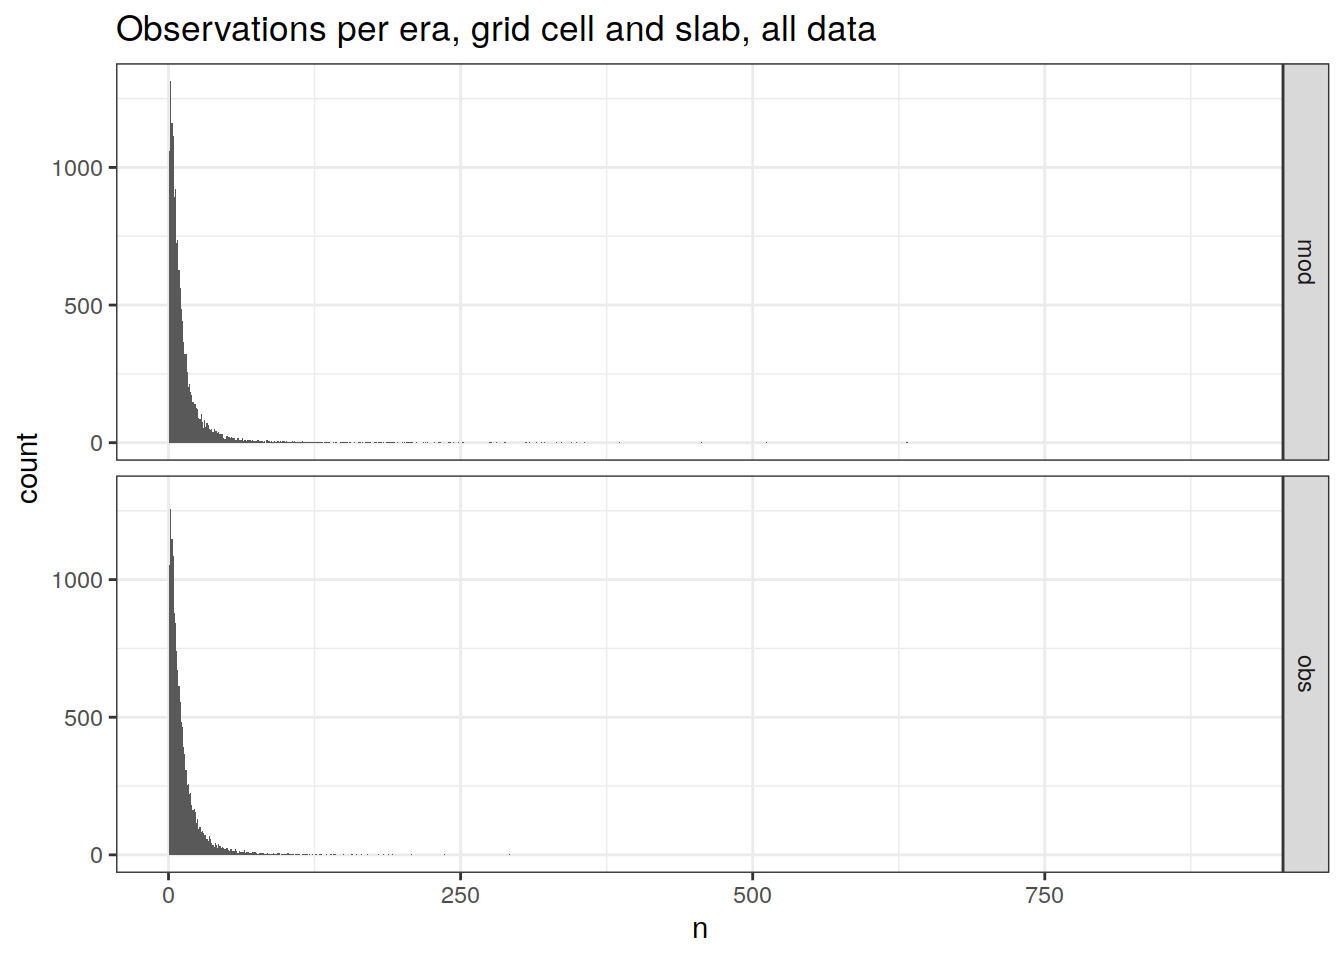 Observations per era, grid cell and slab, all data
count
1000
500
0
mod
1000
500
0
obs
0
250
500
750
n